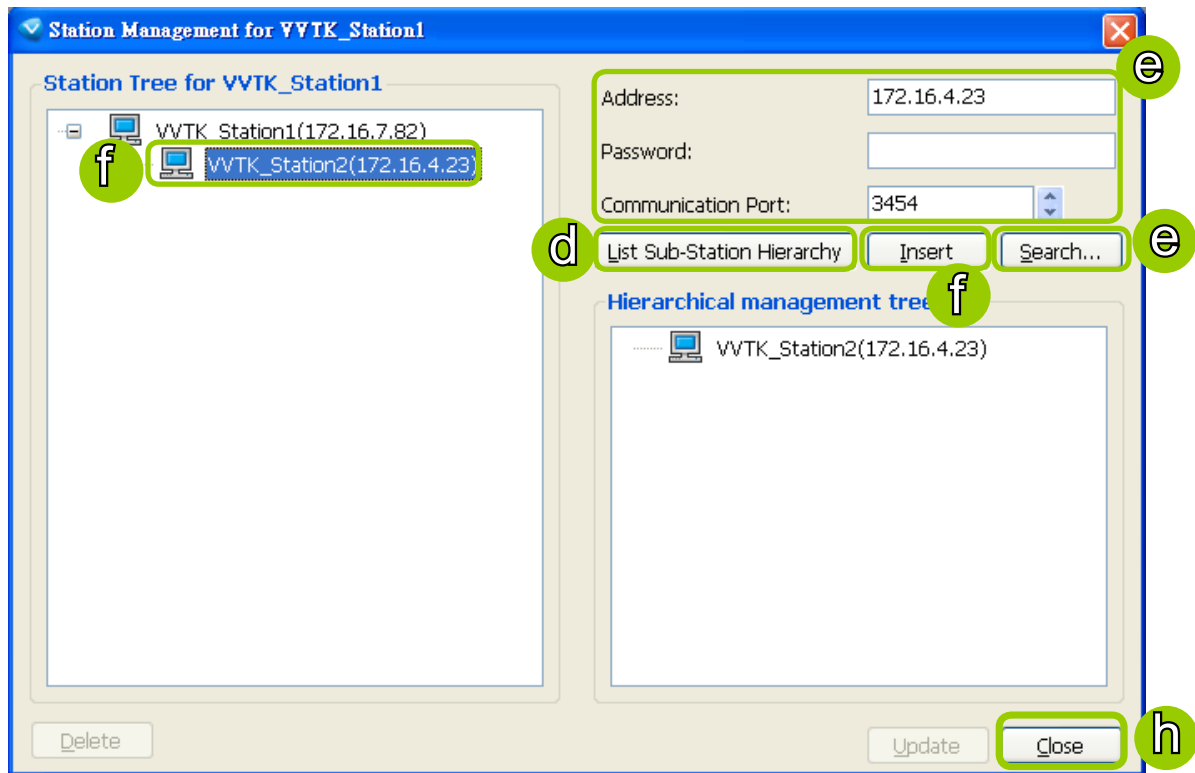 Station Management for VVTK_Station1
e
Station Tree for VVTK_Station1
VVTK_Station1(172.16.7.82)
f
VVTK_Station2(172.16.4.23)
Address:
172.16.4.23
Password:
Communication Port:
3454
d
List Sub-Station Hierarchy
Insert
Search...
e
f
Hierarchical management tree
VVTK_Station2(172.16.4.23)
Delete
Update
Close
h